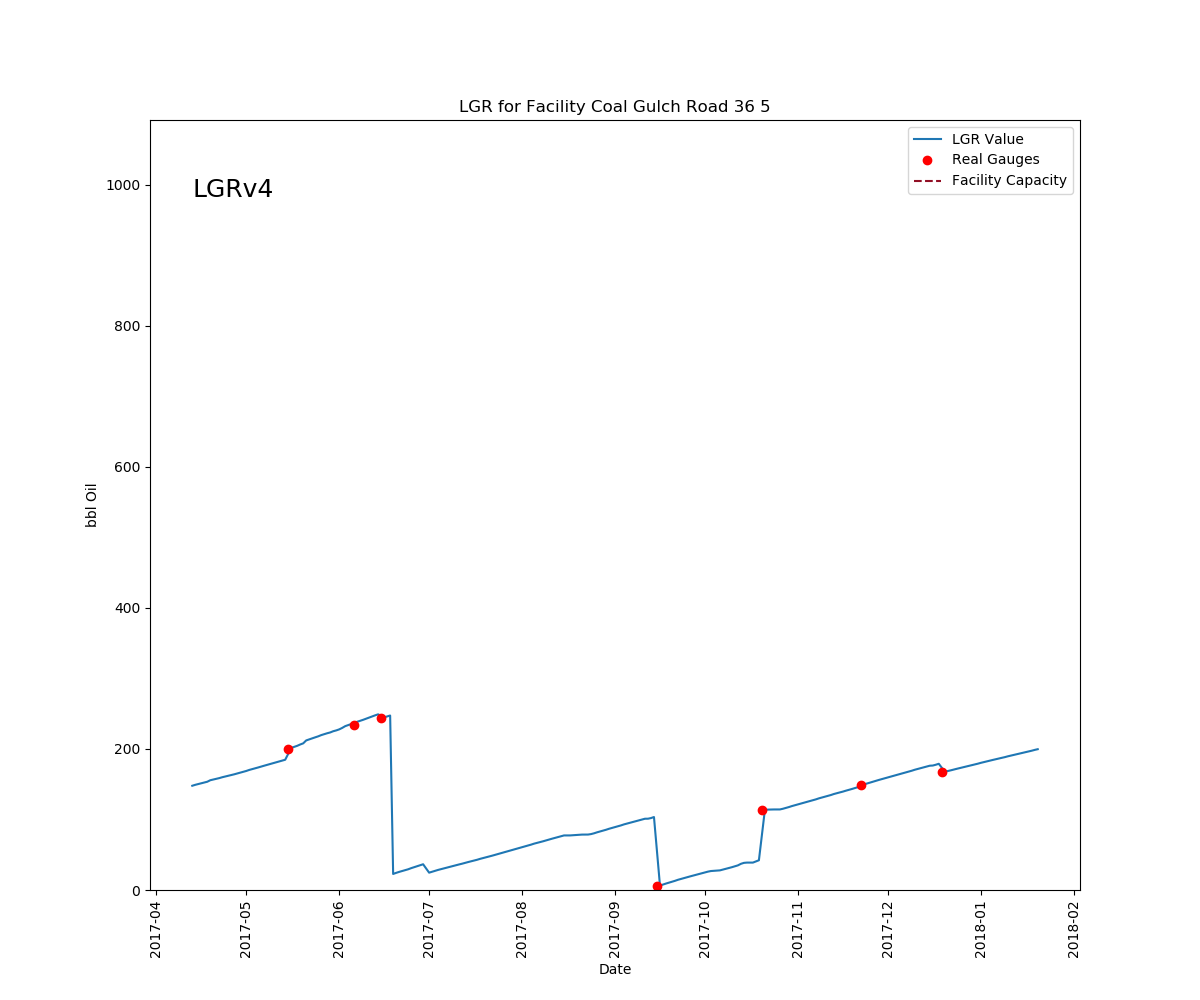 LGR for Facility Coal Gulch Road 36 5
LGRv4
LGR Value
Real Gauges
Facility Capacity
1000
800
600
400
200
0
bbl Oil
2017-04
2017-05
2017-06
2017-07
2017-08
2017-09
2017-10
2017-11
2017-12
2018-01
2018-02
Date